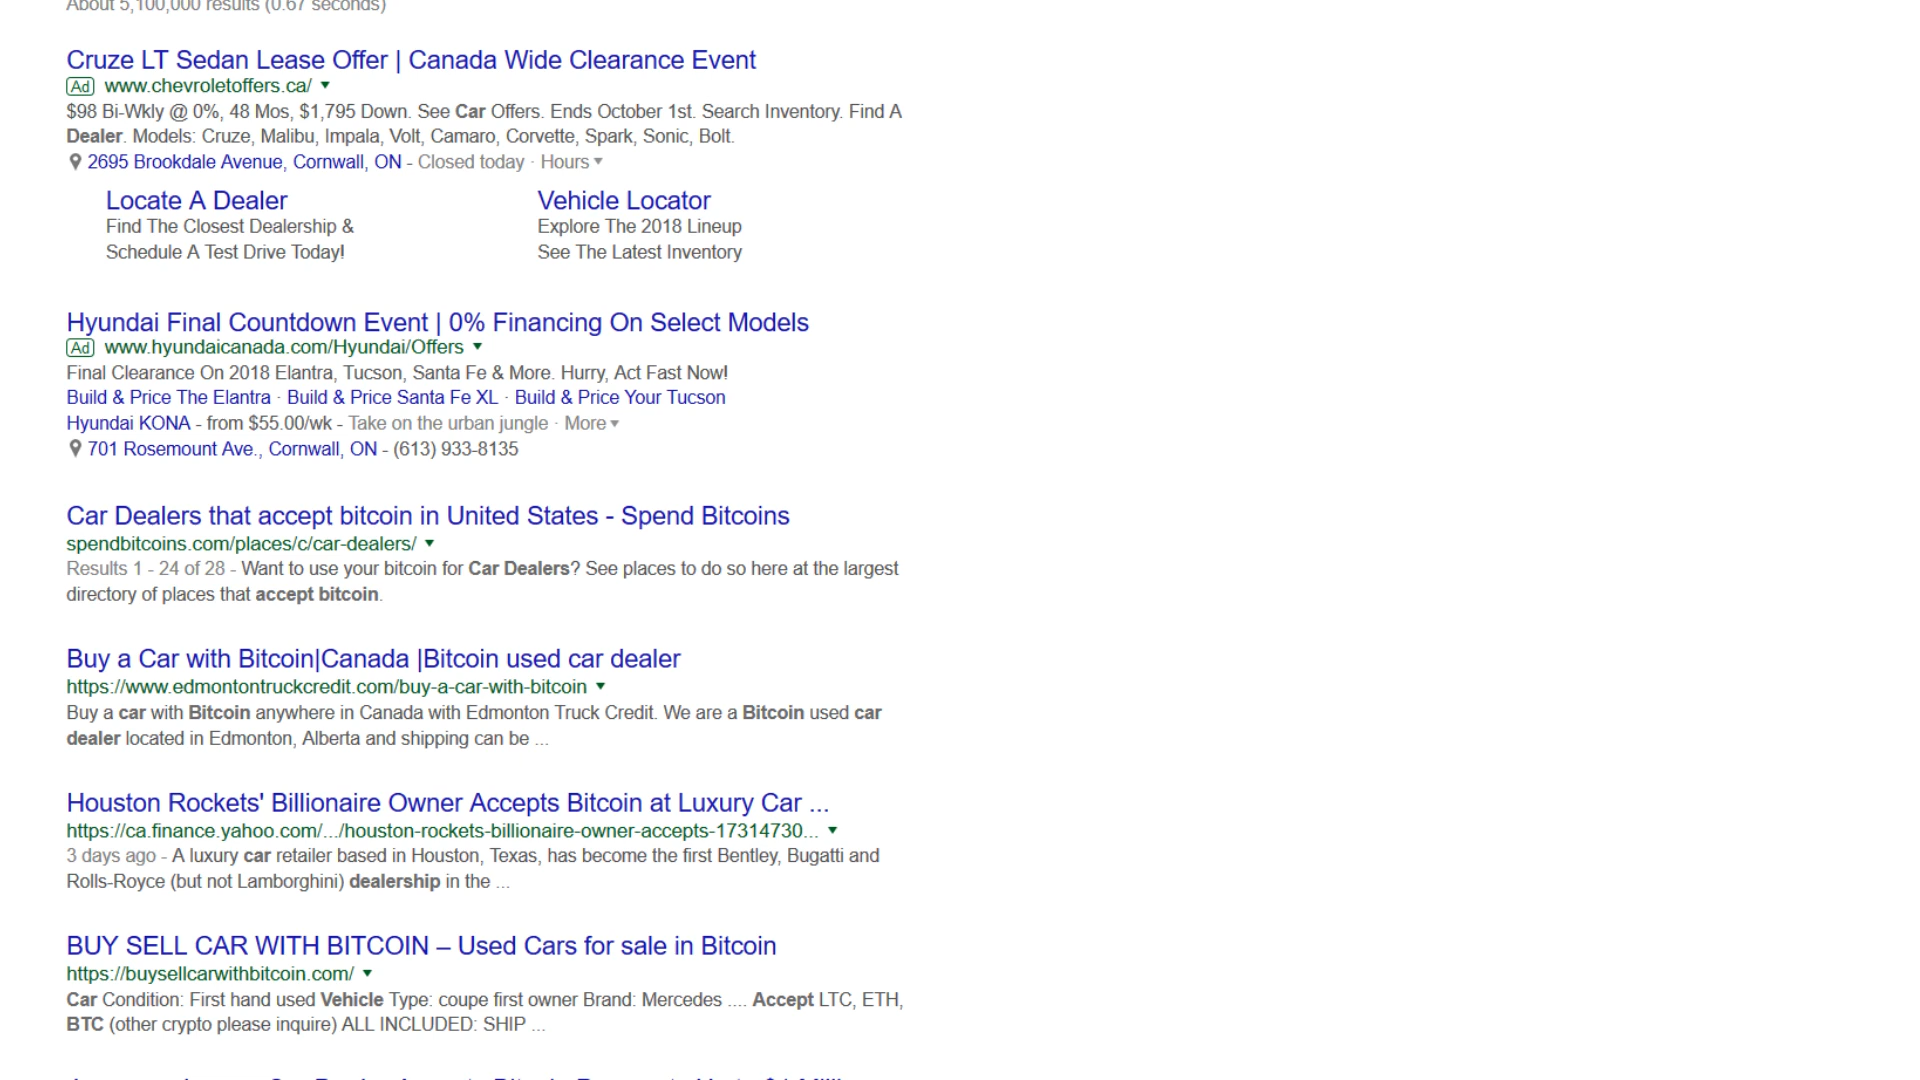 About 5,100,000 results (0.67 seconds)
Cruze LT Sedan Lease Offer | Canada Wide Clearance Event
Ad www.chevroletoffers.ca/ ▼
$98 Bi-Wkly @ 0%, 48 Mos, $1,795 Down. See Car Offers. Ends October 1st. Search Inventory. Find A
Dealer. Models: Cruze, Malibu, Impala, Volt, Camaro, Corvette, Spark, Sonic, Bolt.
2695 Brookdale Avenue, Cornwall, ON - Closed today · Hours ▼
Locate A Dealer
Find The Closest Dealership &
Schedule A Test Drive Today!
Vehicle Locator
Explore The 2018 Lineup
See The Latest Inventory
Hyundai Final Countdown Event | 0% Financing On Select Models
Ad www.hyundaicanada.com/Hyundai/Offers ▼
Final Clearance On 2018 Elantra, Tucson, Santa Fe & More. Hurry, Act Fast Now!
Build & Price The Elantra · Build & Price Santa Fe XL · Build & Price Your Tucson
Hyundai KONA - from $55.00/wk - Take on the urban jungle · More ▼
701 Rosemount Ave., Cornwall, ON - (613) 933-8135
Car Dealers that accept bitcoin in United States - Spend Bitcoins
spendbitcoins.com/places/c/car-dealers/ ▼
Results 1 - 24 of 28 - Want to use your bitcoin for Car Dealers? See places to do so here at the largest
directory of places that accept bitcoin.
Buy a Car with Bitcoin|Canada |Bitcoin used car dealer
https://www.edmontontruckcredit.com/buy-a-car-with-bitcoin ▼
Buy a car with Bitcoin anywhere in Canada with Edmonton Truck Credit. We are a Bitcoin used car
dealer located in Edmonton, Alberta and shipping can be ...
Houston Rockets' Billionaire Owner Accepts Bitcoin at Luxury Car ...
https://ca.finance.yahoo.com/.../houston-rockets-billionaire-owner-accepts-17314730... ▼
3 days ago - A luxury car retailer based in Houston, Texas, has become the first Bentley, Bugatti and
Rolls-Royce (but not Lamborghini) dealership in the ...
BUY SELL CAR WITH BITCOIN – Used Cars for sale in Bitcoin
https://buysellcarwithbitcoin.com/ ▼
Car Condition: First hand used Vehicle Type: coupe first owner Brand: Mercedes .... Accept LTC, ETH,
BTC (other crypto please inquire) ALL INCLUDED: SHIP ...